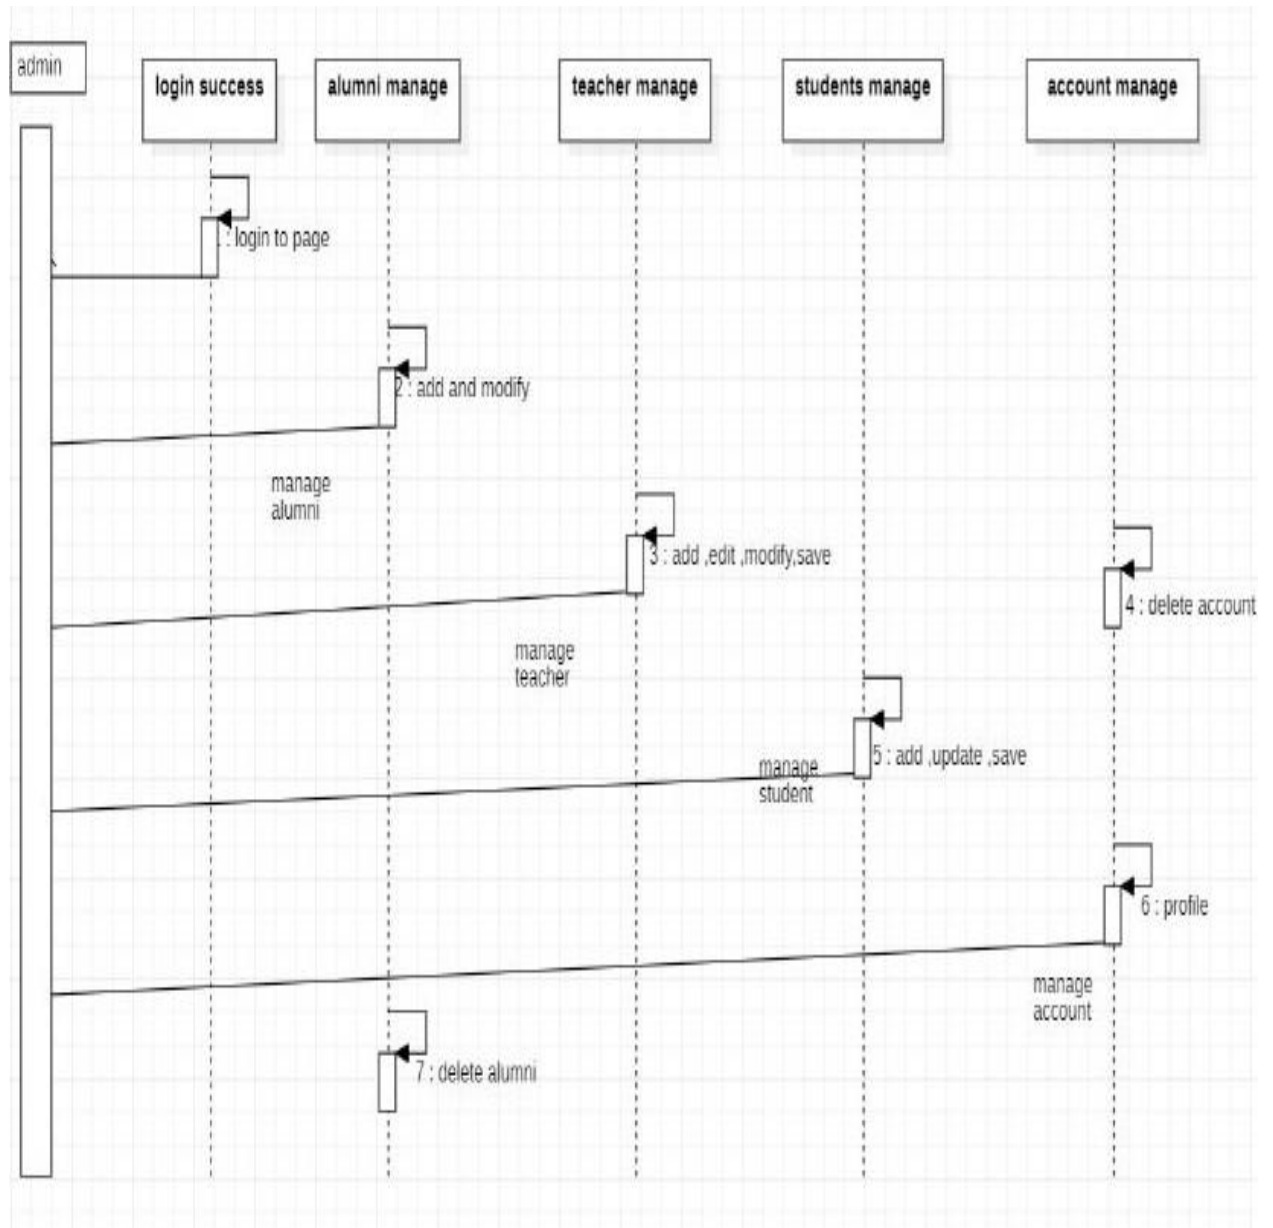 admin
login success
alumni manage
teacher manage
students manage
account manage
: login to page
2 : add and modify
manage
alumni
3 : add ,edit ,modify,save
4 : delete account
manage
teacher
5 : add ,update ,save
manage
student
6 : profile
manage
account
7 : delete alumni